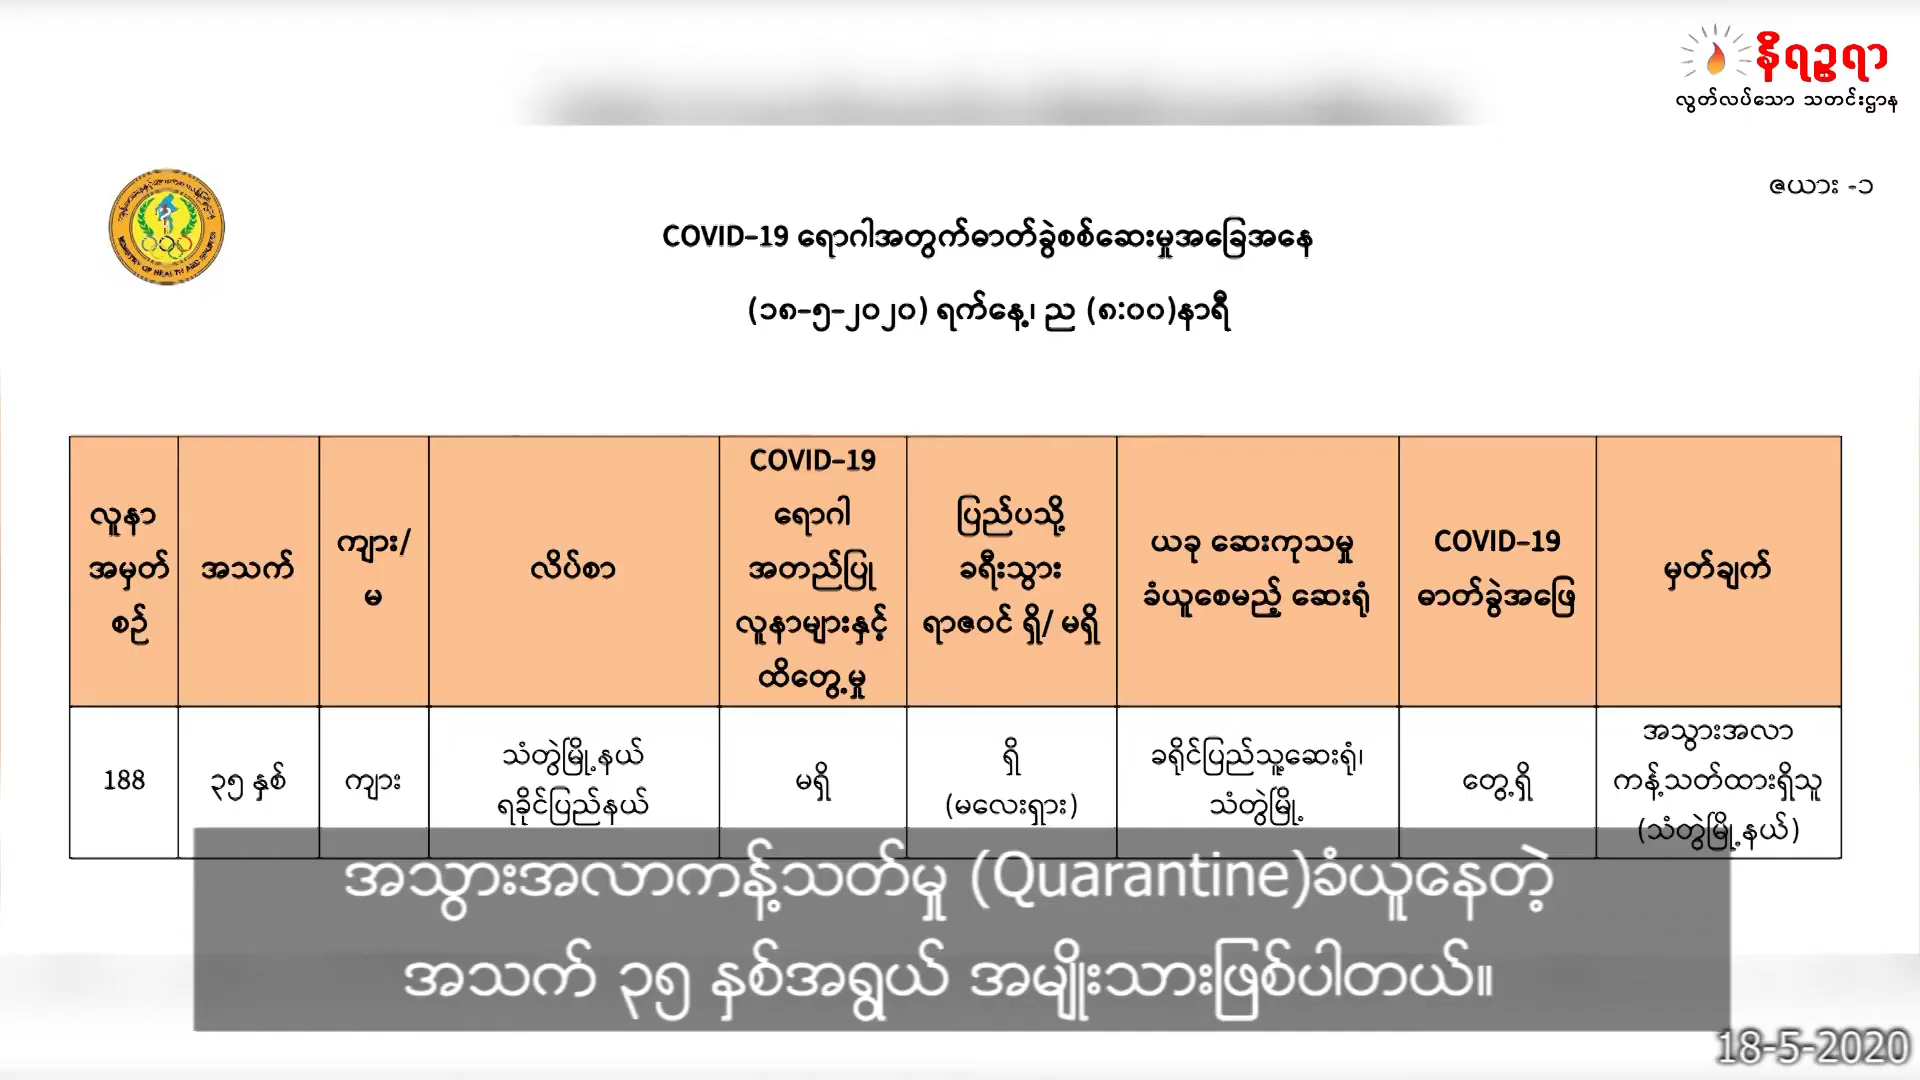 နိရဉ္စရာ
လွတ်လပ်သော သတင်းဌာန
ဇယား -၁
COVID-19 ရောဂါအတွက်ဓာတ်ခွဲစစ်ဆေးမှုအခြေအနေ
(၁၈-၅-၂၀၂၀) ရက်နေ့၊ ည (၈:၀၀)နာရီ
လူနာ
အမှတ်
စဉ်
အသက်
ကျား/
မ
လိပ်စာ
COVID-19
ရောဂါ
အတည်ပြု
လူနာများနှင့်
ထိတွေ့မှု
ပြည်ပသို့
ခရီးသွား
ရာဇဝင် ရှိ/ မရှိ
ယခု ဆေးကုသမှု
ခံယူစေမည့် ဆေးရုံ
COVID-19
ဓာတ်ခွဲအဖြေ
မှတ်ချက်
188
၃၅ နှစ်
ကျား
သံတွဲမြို့နယ်
ရခိုင်ပြည်နယ်
မရှိ
ရှိ
(မလေးရှား)
ခရိုင်ပြည်သူ့ဆေးရုံ၊
သံတွဲမြို့
တွေ့ရှိ
အသွားအလာ
ကန့်သတ်ထားရှိသူ
(သံတွဲမြို့နယ်)
အသွားအလာကန့်သတ်မှု (Quarantine)ခံယူနေတဲ့
အသက် ၃၅ နှစ်အရွယ် အမျိုးသားဖြစ်ပါတယ်။
18-5-2020